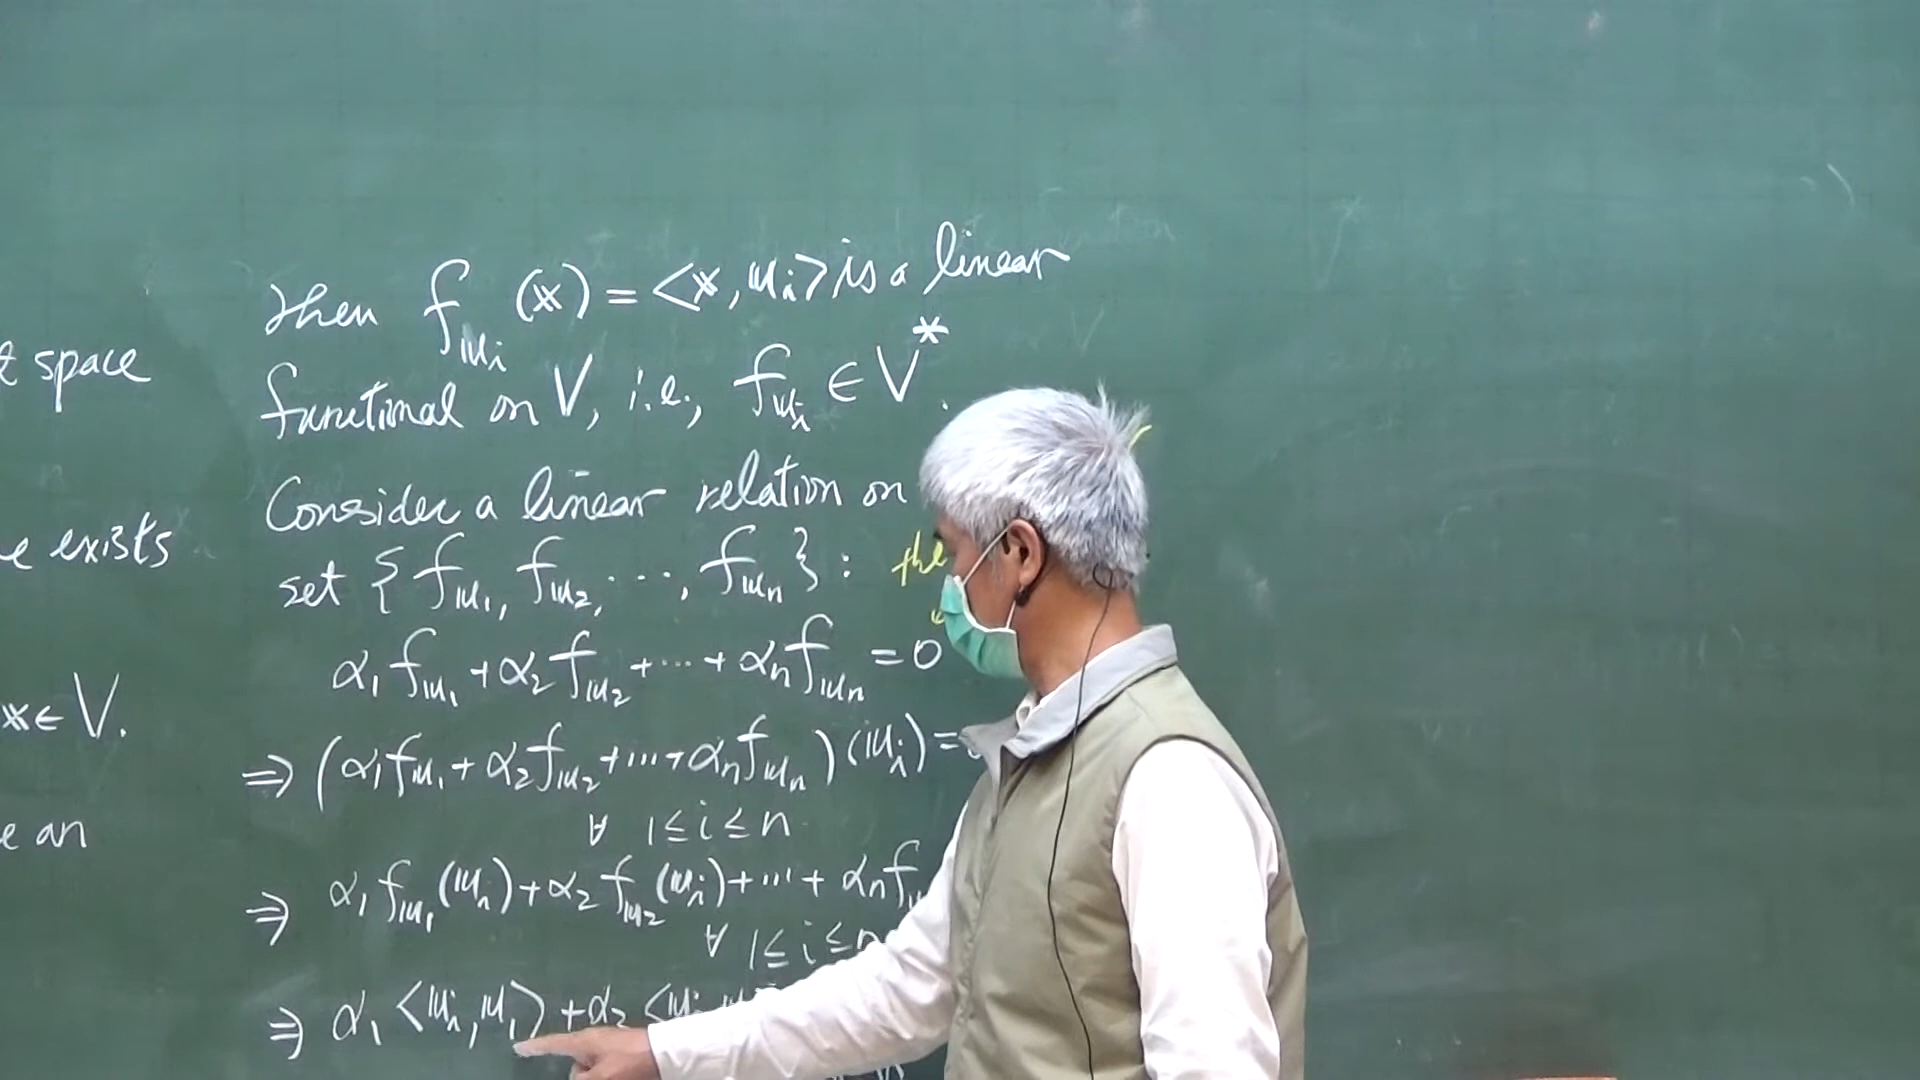 space
exists
x ∈ V.
an
then f_{u_i}(x) = <x, u_i> is a linear
functional on V, i.e., f_{u_i} ∈ V*.
Consider a linear relation on
set {f_{u_1}, f_{u_2}, ..., f_{u_n}} : the
α_1 f_{u_1} + α_2 f_{u_2} + ... + α_n f_{u_n} = 0
⇒ (α_1 f_{u_1} + α_2 f_{u_2} + ... + α_n f_{u_n})(u_i) =
∀ 1 ≤ i ≤ n
⇒ α_1 f_{u_1}(u_i) + α_2 f_{u_2}(u_i) + ... + α_n f
∀ 1 ≤ i ≤ n
⇒ α_1 <u_i, u_1> + α_2 <u_i,